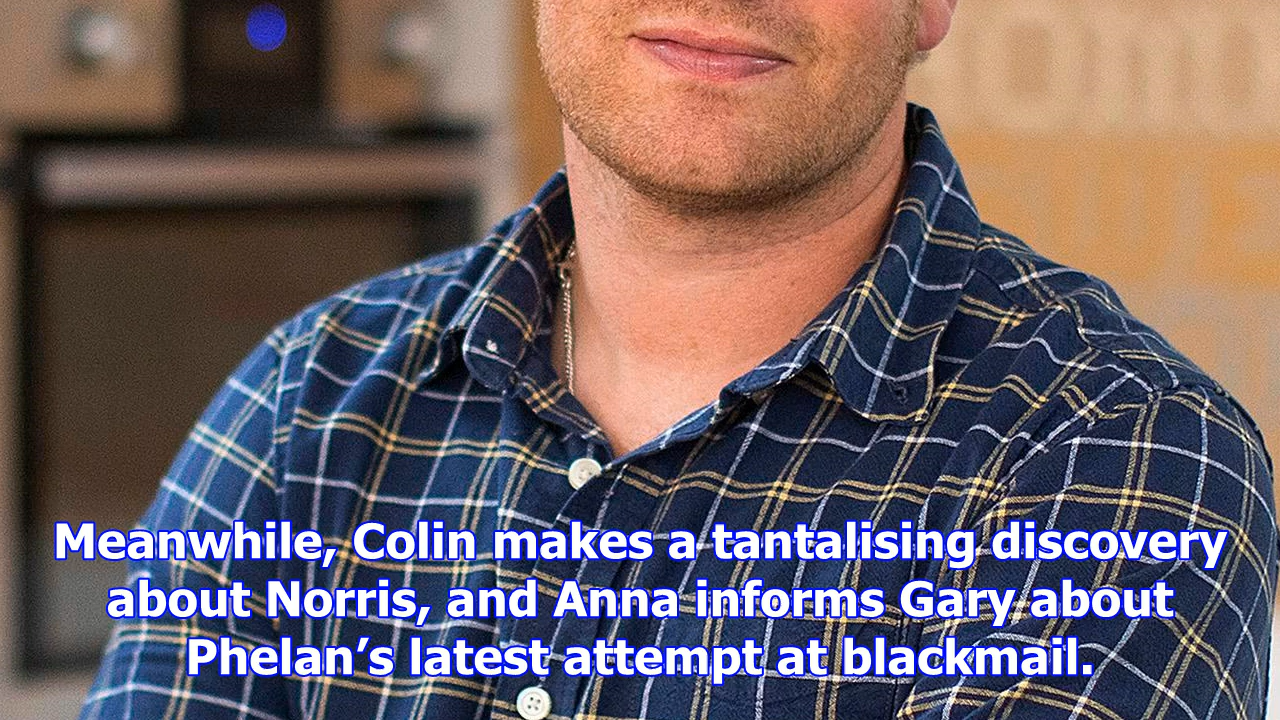 Meanwhile, Colin makes a tantalising discovery
about Norris, and Anna informs Gary about
Phelan’s latest attempt at blackmail.